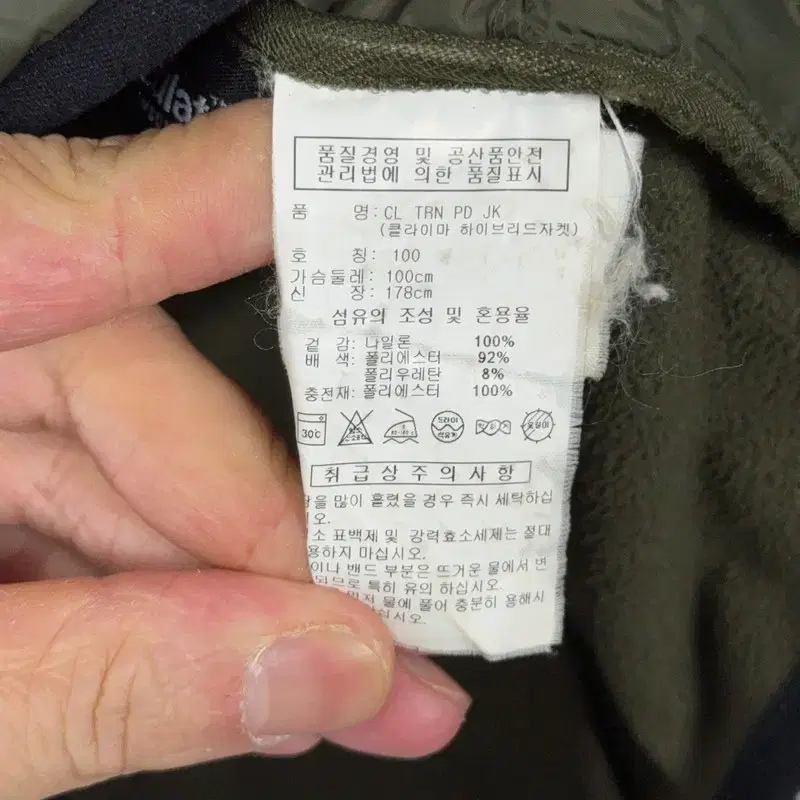 품질경영 및 공산품안전
관리법에 의한 품질표시
품 명: CL TRN PD JK
(클라이마 하이브리드자켓)
호 칭: 100
가슴둘레: 100cm
신 장: 178cm
섬유의 조성 및 혼용율
겉 감: 나일론 100%
배 색: 폴리에스터 92%
폴리우레탄 8%
충전재: 폴리에스터 100%
30℃ 드라이
취급상주의사항
을 많이 흘렸을 경우 즉시 세탁하십
오.
소 표백제 및 강력효소세제는 절대
용하지 마십시오.
이나 밴드 부분은 뜨거운 물에서 변
되므로 특히 유의 하십시오.
물에 풀어 충분히 용해시
십시오.